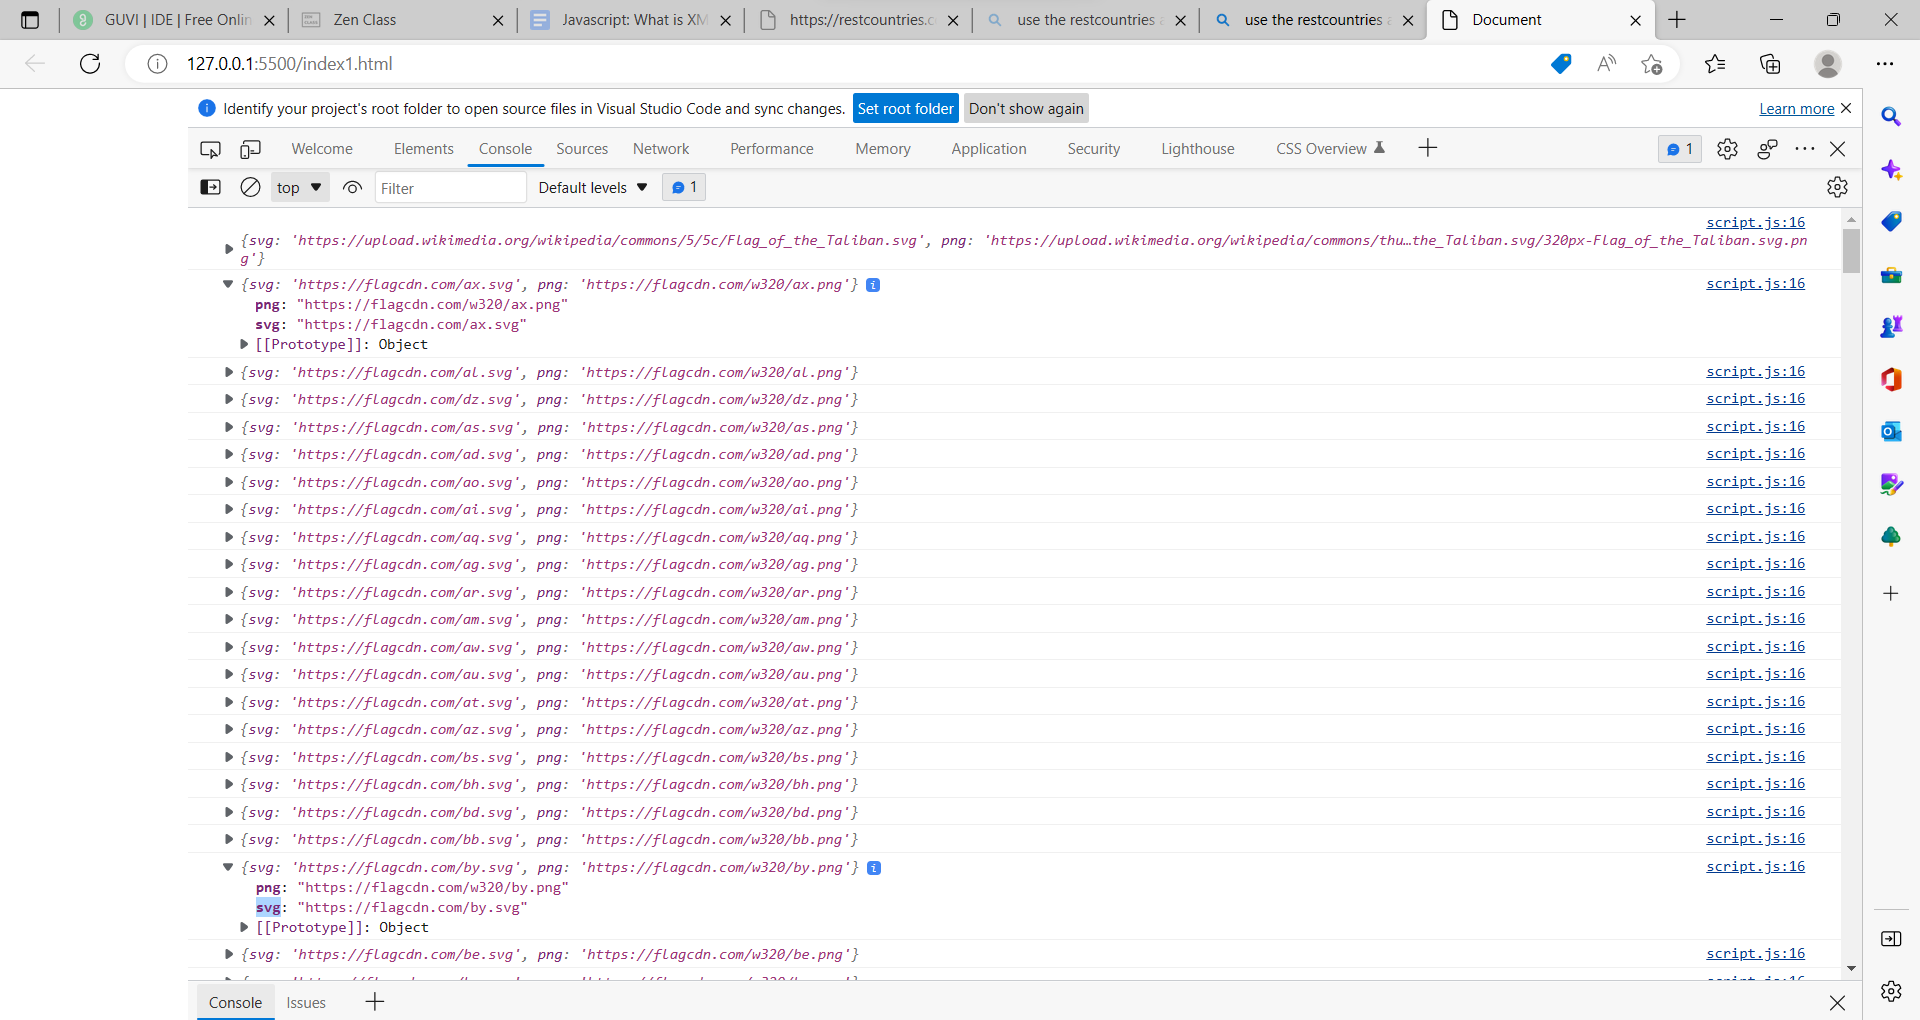 GUVI | IDE | Free Onlin
Zen Class
Javascript: What is XM
https://restcountries.c
use the restcountries a
use the restcountries a
Document
127.0.0.1:5500/index1.html
Identify your project's root folder to open source files in Visual Studio Code and sync changes. Set root folder Don't show again Learn more
Welcome Elements Console Sources Network Performance Memory Application Security Lighthouse CSS Overview 1
top Filter Default levels 1
script.js:16
{svg: 'https://upload.wikimedia.org/wikipedia/commons/5/5c/Flag_of_the_Taliban.svg', png: 'https://upload.wikimedia.org/wikipedia/commons/thu…the_Taliban.svg/320px-Flag_of_the_Taliban.svg.pn
g'}
{svg: 'https://flagcdn.com/ax.svg', png: 'https://flagcdn.com/w320/ax.png'} i script.js:16
png: "https://flagcdn.com/w320/ax.png"
svg: "https://flagcdn.com/ax.svg"
[[Prototype]]: Object
{svg: 'https://flagcdn.com/al.svg', png: 'https://flagcdn.com/w320/al.png'} script.js:16
{svg: 'https://flagcdn.com/dz.svg', png: 'https://flagcdn.com/w320/dz.png'} script.js:16
{svg: 'https://flagcdn.com/as.svg', png: 'https://flagcdn.com/w320/as.png'} script.js:16
{svg: 'https://flagcdn.com/ad.svg', png: 'https://flagcdn.com/w320/ad.png'} script.js:16
{svg: 'https://flagcdn.com/ao.svg', png: 'https://flagcdn.com/w320/ao.png'} script.js:16
{svg: 'https://flagcdn.com/ai.svg', png: 'https://flagcdn.com/w320/ai.png'} script.js:16
{svg: 'https://flagcdn.com/aq.svg', png: 'https://flagcdn.com/w320/aq.png'} script.js:16
{svg: 'https://flagcdn.com/ag.svg', png: 'https://flagcdn.com/w320/ag.png'} script.js:16
{svg: 'https://flagcdn.com/ar.svg', png: 'https://flagcdn.com/w320/ar.png'} script.js:16
{svg: 'https://flagcdn.com/am.svg', png: 'https://flagcdn.com/w320/am.png'} script.js:16
{svg: 'https://flagcdn.com/aw.svg', png: 'https://flagcdn.com/w320/aw.png'} script.js:16
{svg: 'https://flagcdn.com/au.svg', png: 'https://flagcdn.com/w320/au.png'} script.js:16
{svg: 'https://flagcdn.com/at.svg', png: 'https://flagcdn.com/w320/at.png'} script.js:16
{svg: 'https://flagcdn.com/az.svg', png: 'https://flagcdn.com/w320/az.png'} script.js:16
{svg: 'https://flagcdn.com/bs.svg', png: 'https://flagcdn.com/w320/bs.png'} script.js:16
{svg: 'https://flagcdn.com/bh.svg', png: 'https://flagcdn.com/w320/bh.png'} script.js:16
{svg: 'https://flagcdn.com/bd.svg', png: 'https://flagcdn.com/w320/bd.png'} script.js:16
{svg: 'https://flagcdn.com/bb.svg', png: 'https://flagcdn.com/w320/bb.png'} script.js:16
{svg: 'https://flagcdn.com/by.svg', png: 'https://flagcdn.com/w320/by.png'} i script.js:16
png: "https://flagcdn.com/w320/by.png"
svg: "https://flagcdn.com/by.svg"
[[Prototype]]: Object
{svg: 'https://flagcdn.com/be.svg', png: 'https://flagcdn.com/w320/be.png'} script.js:16
Console Issues